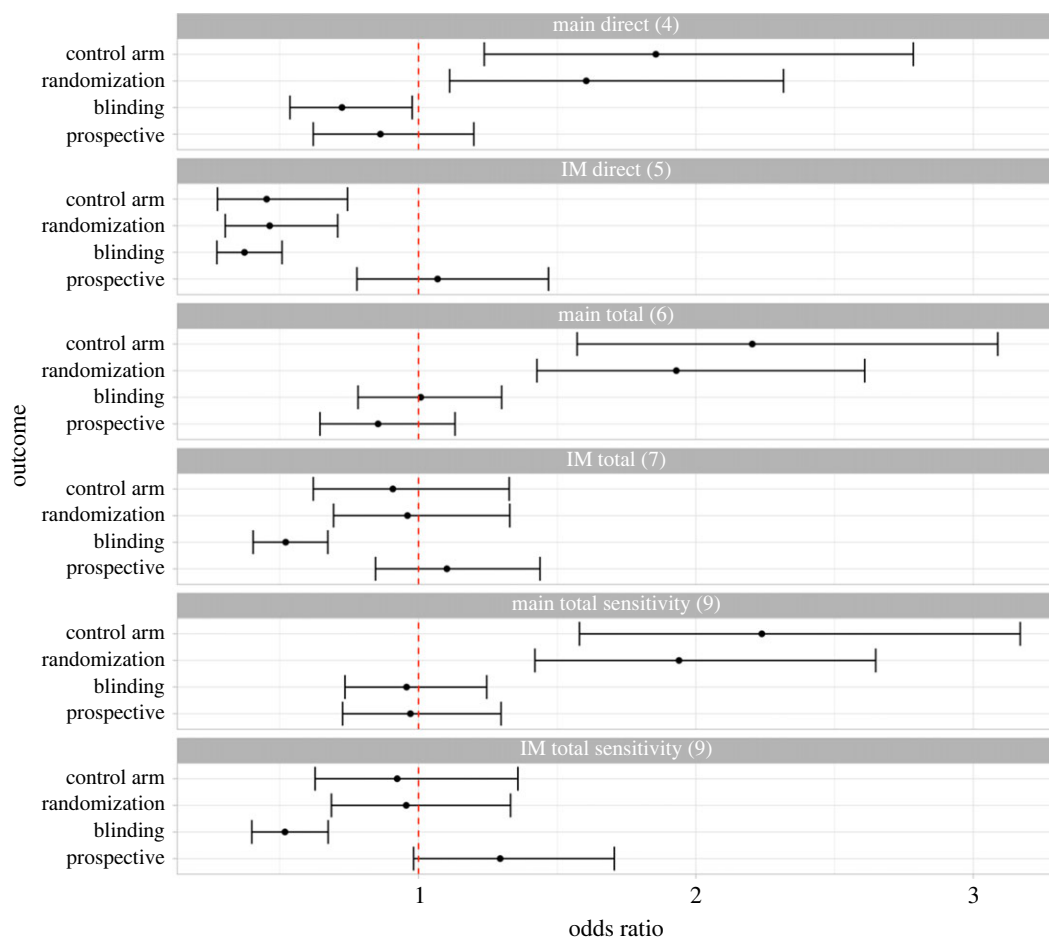 main direct (4)
control arm
randomization
blinding
prospective
IM direct (5)
control arm
randomization
blinding
prospective
main total (6)
control arm
randomization
blinding
prospective
outcome
IM total (7)
control arm
randomization
blinding
prospective
main total sensitivity (9)
control arm
randomization
blinding
prospective
IM total sensitivity (9)
control arm
randomization
blinding
prospective
1 2 3
odds ratio